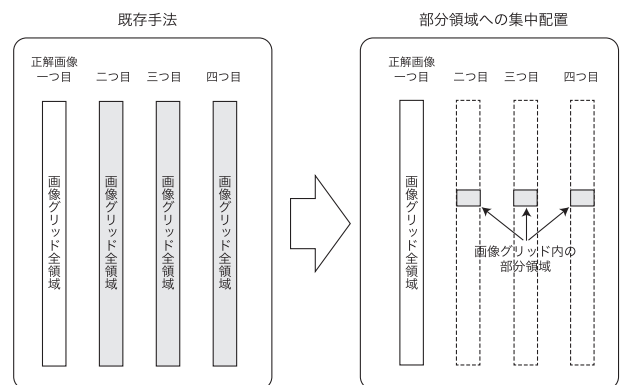 既存手法
正解画像
一つ目
二つ目
三つ目
四つ目
画像グリッド全領域
画像グリッド全領域
画像グリッド全領域
画像グリッド全領域
部分領域への集中配置
正解画像
一つ目
二つ目
三つ目
四つ目
画像グリッド全領域
画像グリッド内の
部分領域